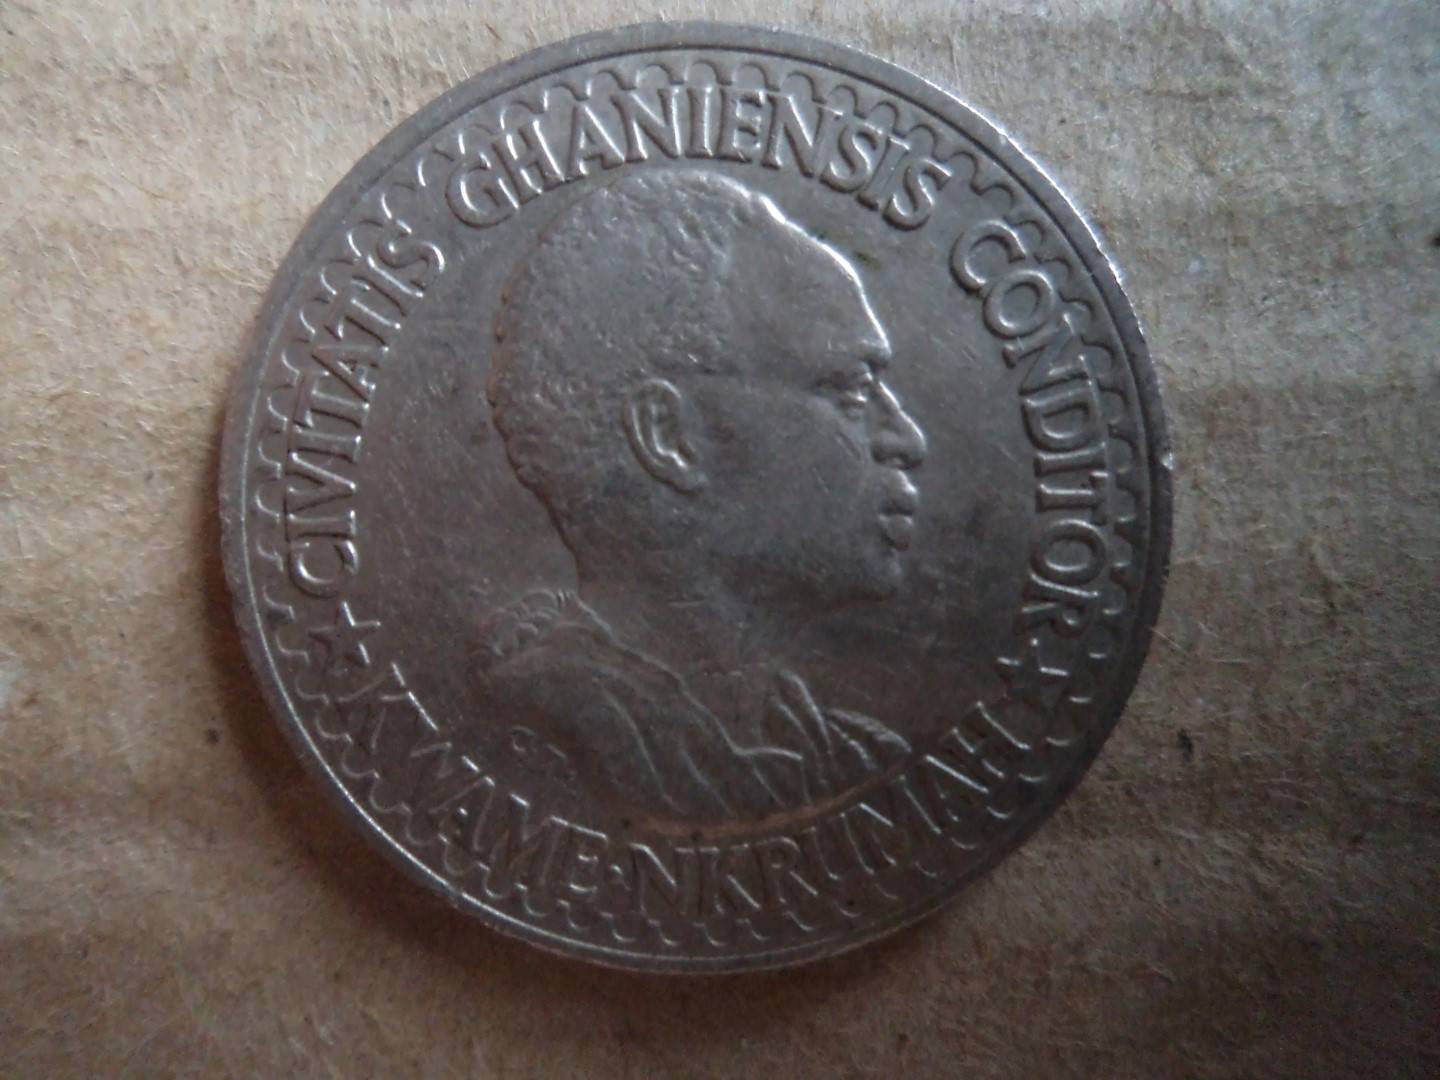 CIVITATIS GHANIENSIS CONDITOR
KWAME·NKRUMAH